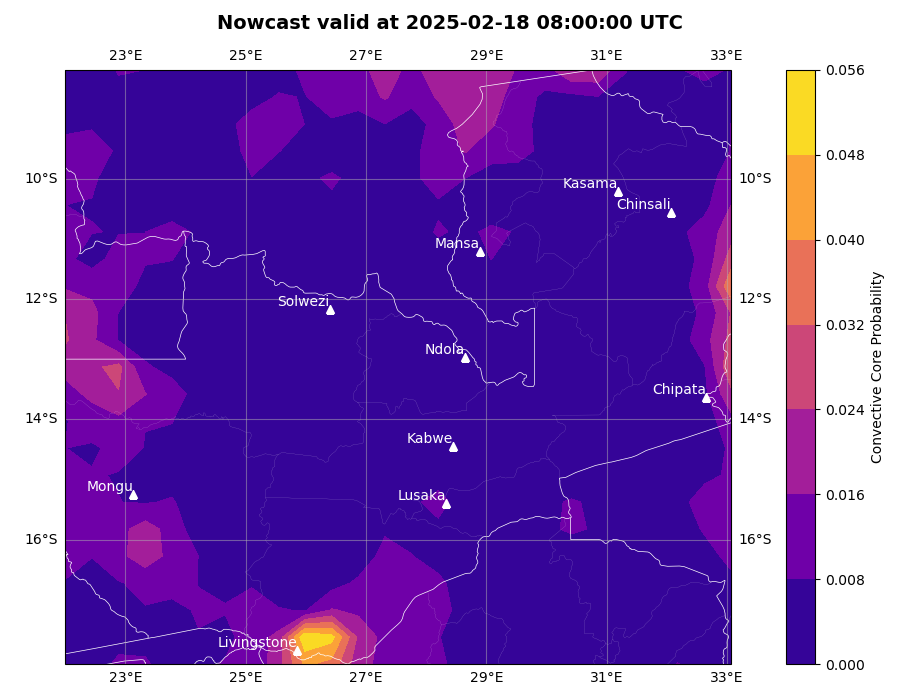 Nowcast valid at 2025-02-18 08:00:00 UTC
23°E 25°E 27°E 29°E 31°E 33°E
0.056
0.048
10°S 10°S
Kasama
Chinsali
0.040
Mansa
12°S 12°S
Solwezi
0.032
Ndola
Convective Core Probability
Chipata
0.024
14°S 14°S
Kabwe
Mongu
Lusaka
0.016
16°S 16°S
0.008
Livingstone
0.000
23°E 25°E 27°E 29°E 31°E 33°E